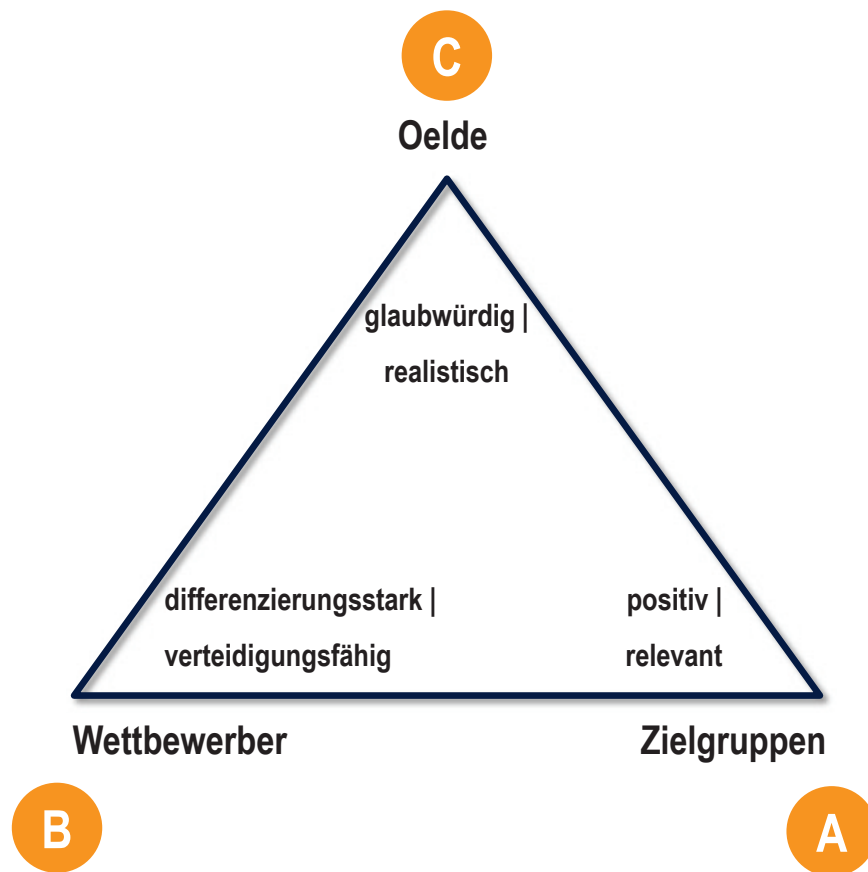 C
Oelde
glaubwürdig |
realistisch
differenzierungsstark |
verteidigungsfähig
positiv |
relevant
Wettbewerber
Zielgruppen
B
A